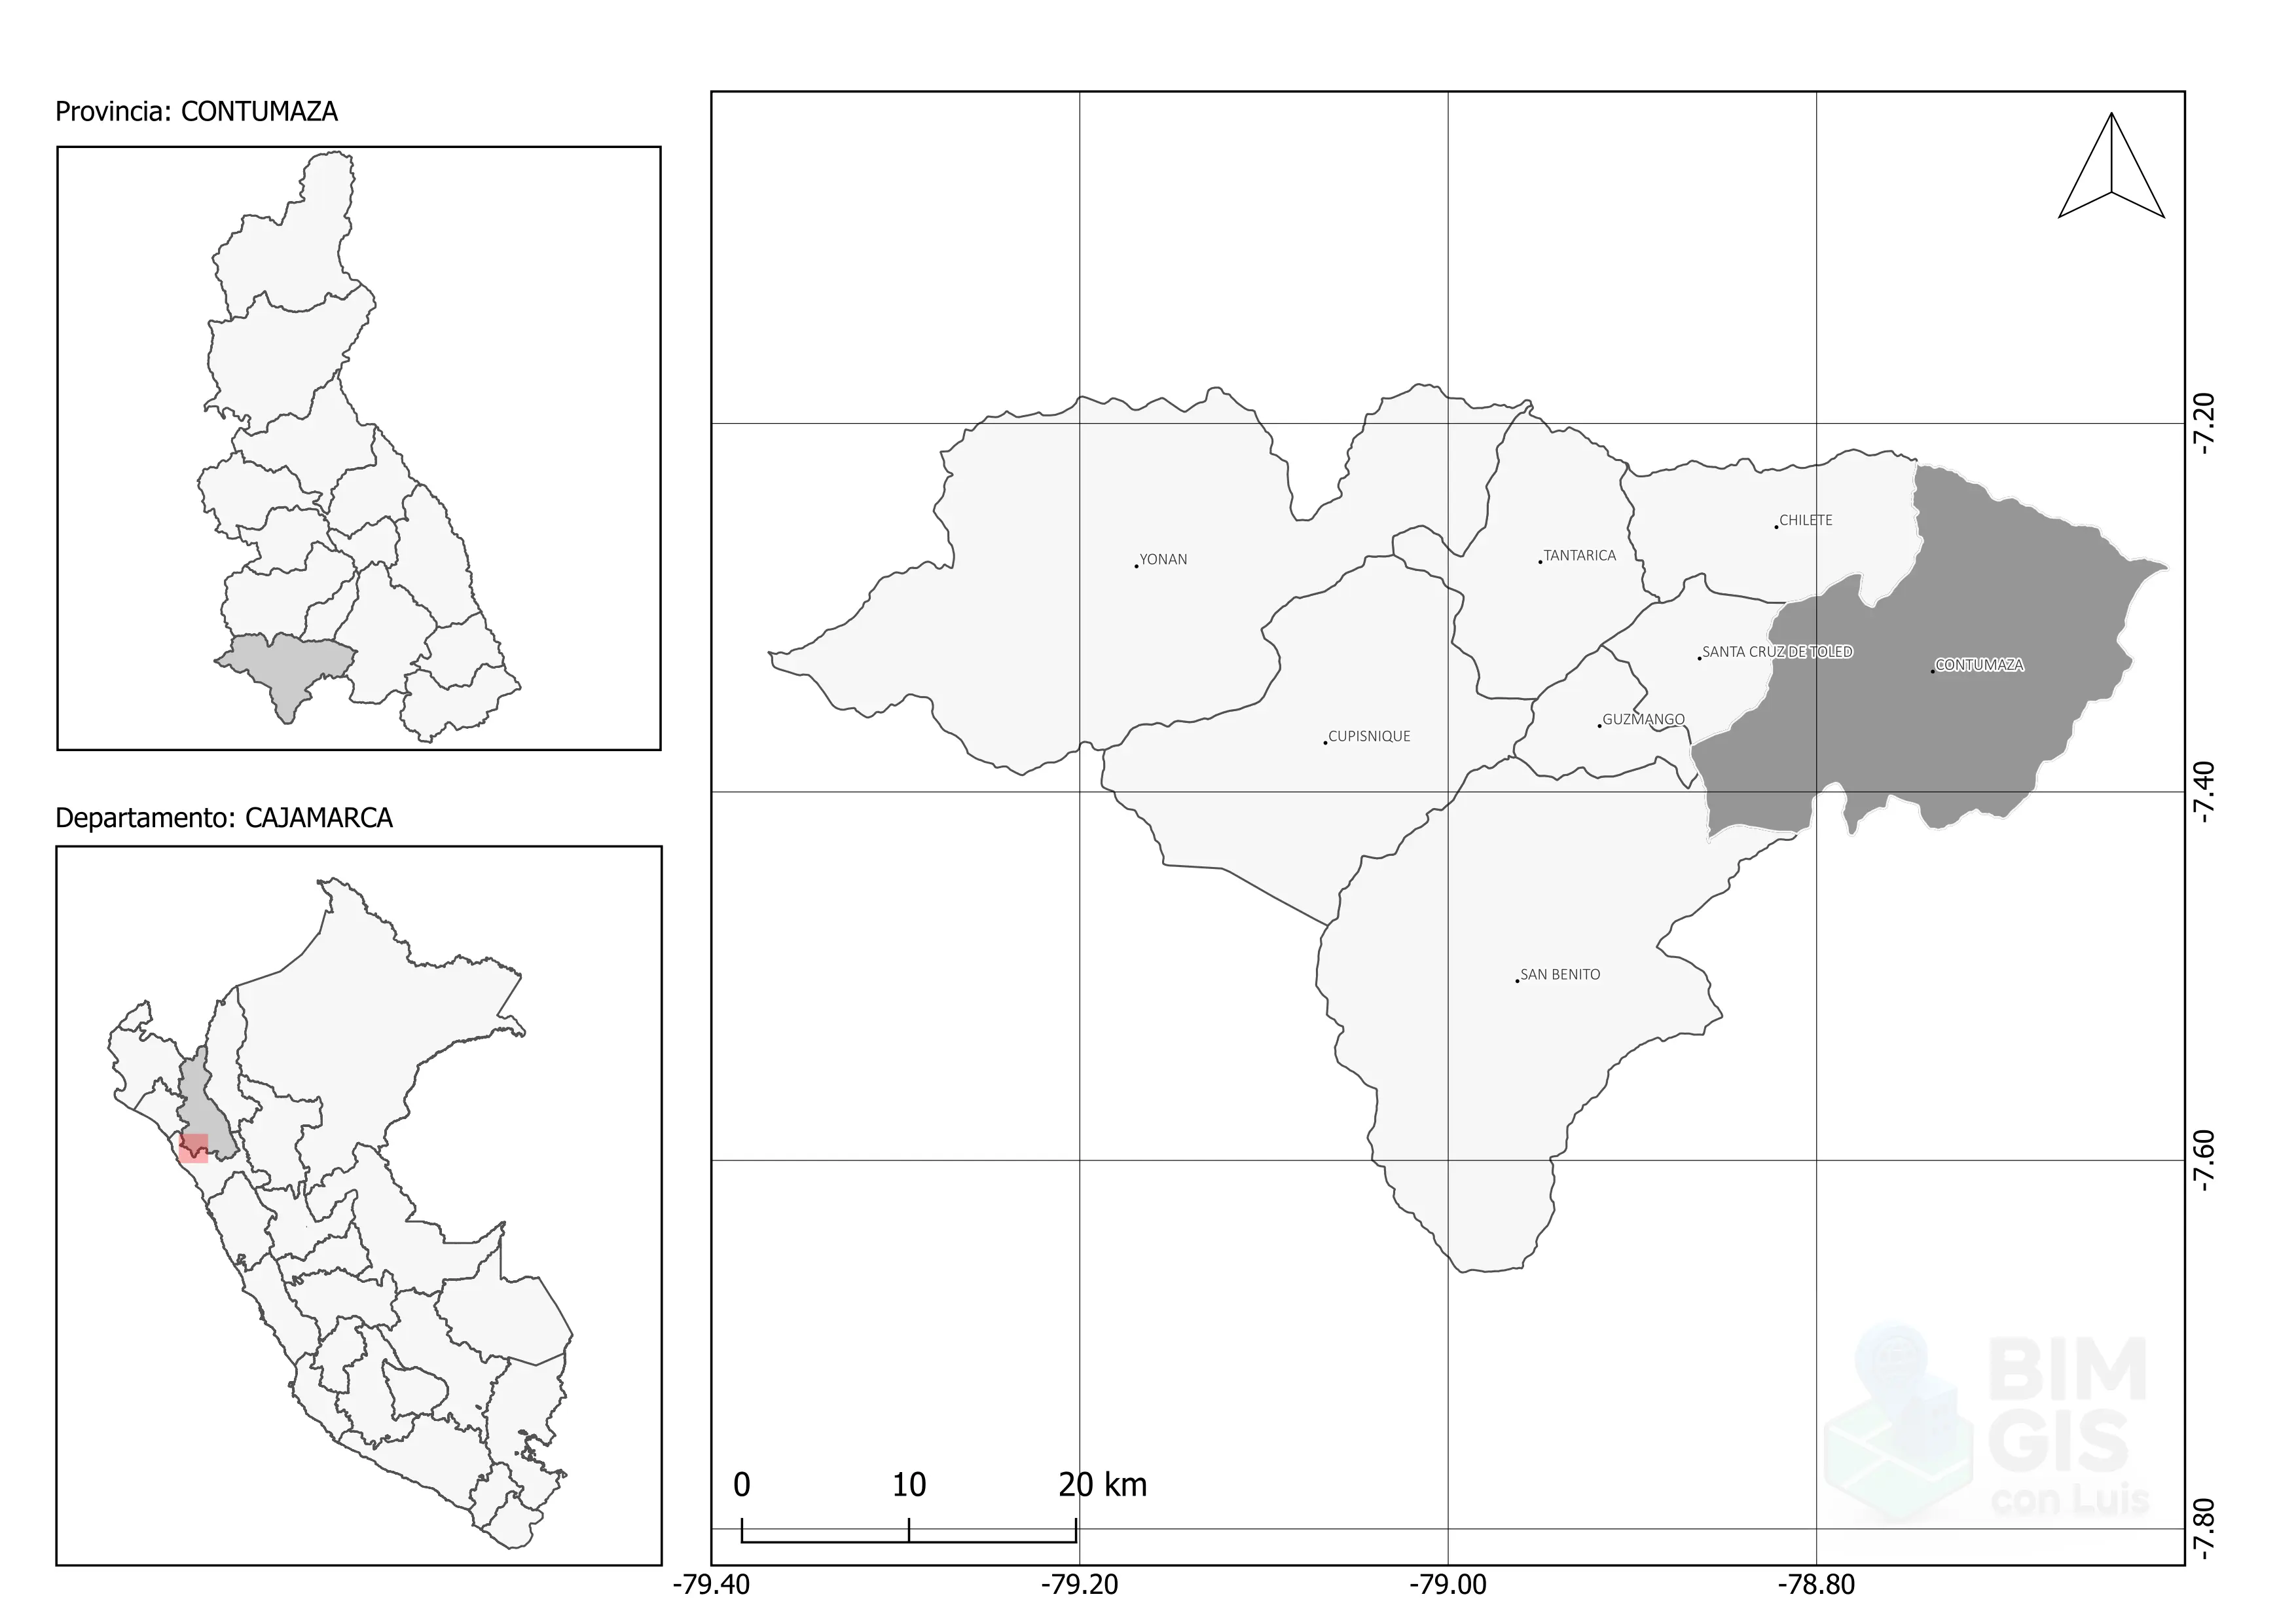 Provincia: CONTUMAZA
Departamento: CAJAMARCA
YONAN
TANTARICA
CHILETE
SANTA CRUZ DE TOLED
CONTUMAZA
GUZMANGO
CUPISNIQUE
SAN BENITO
-7.20
-7.40
-7.60
-7.80
0 10 20 km
-79.40 -79.20 -79.00 -78.80
BIM
GIS
con Luis